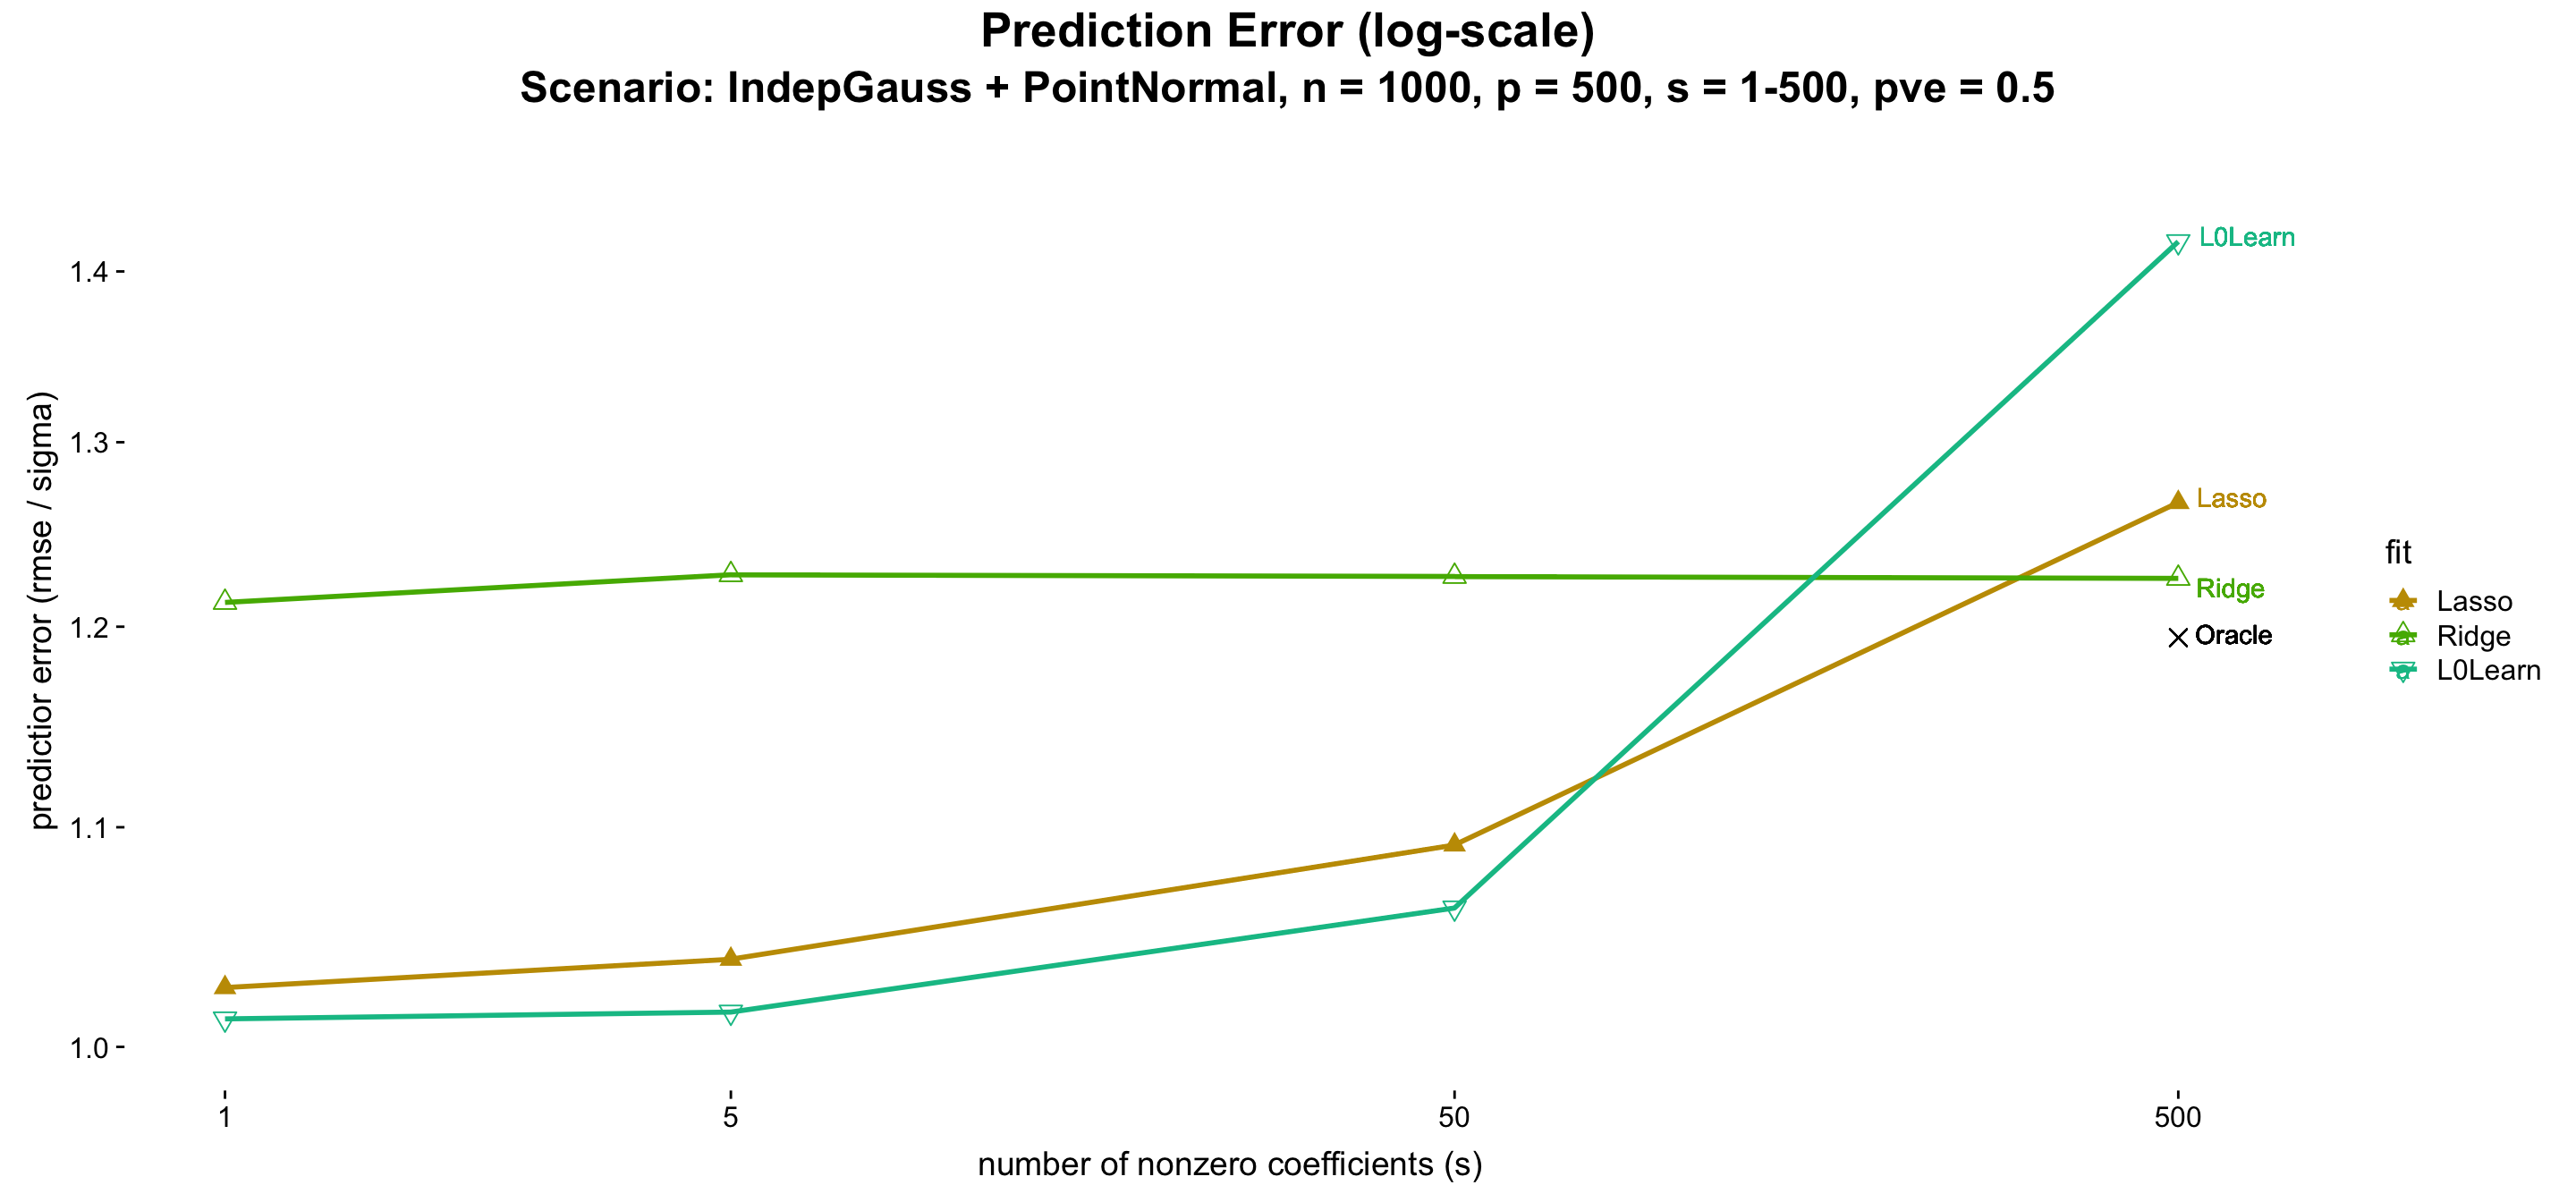 Prediction Error (log-scale)
Scenario: IndepGauss + PointNormal, n = 1000, p = 500, s = 1-500, pve = 0.5
predictior error (rmse / sigma)
1.4
1.3
1.2
1.1
1.0
L0Learn
Lasso
Ridge
Oracle
fit
a Lasso
a Ridge
a L0Learn
1 5 50 500
number of nonzero coefficients (s)